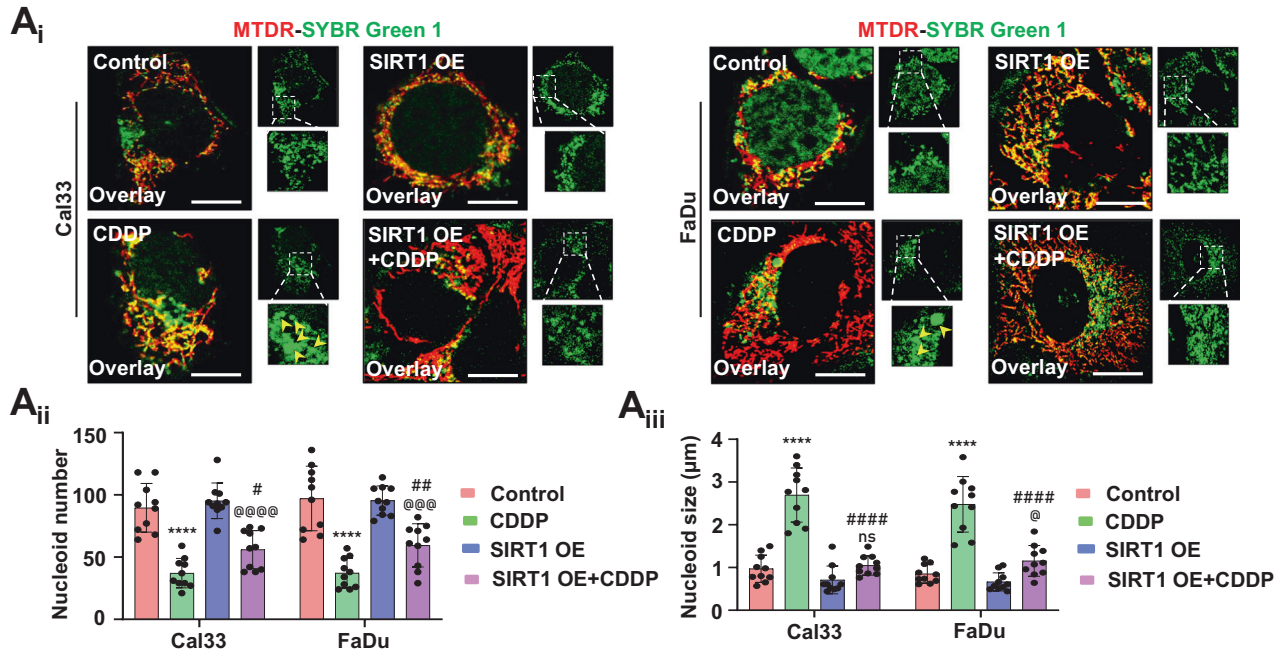 Ai
MTDR-SYBR Green 1
Cal33
Control
Overlay
SIRT1 OE
CDDP
Overlay
SIRT1 OE
+CDDP
Overlay
MTDR-SYBR Green 1
FaDu
Control
Overlay
SIRT1 OE
CDDP
Overlay
SIRT1 OE
+CDDP
Overlay
Aii
Nucleoid number
150
100
50
0
****
#
@@@@
****
##
@@@
Cal33
FaDu
Control
CDDP
SIRT1 OE
SIRT1 OE+CDDP
Aiii
Nucleoid size (μm)
4
3
2
1
0
****
####
ns
****
####
@
Cal33
FaDu
Control
CDDP
SIRT1 OE
SIRT1 OE+CDDP